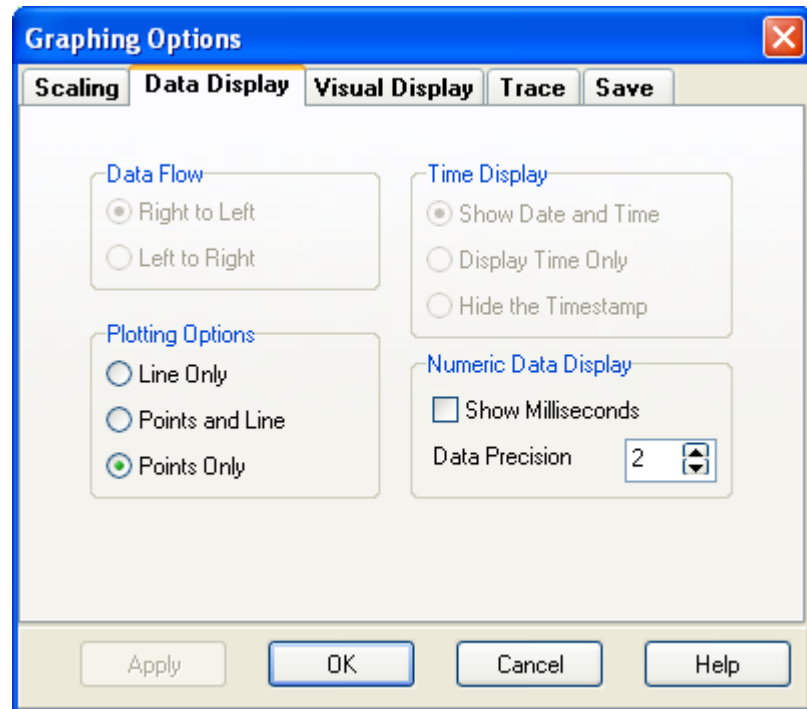 Graphing Options
Scaling
Data Display
Visual Display
Trace
Save
Data Flow
Right to Left
Left to Right
Plotting Options
Line Only
Points and Line
Points Only
Time Display
Show Date and Time
Display Time Only
Hide the Timestamp
Numeric Data Display
Show Milliseconds
Data Precision 2
Apply
OK
Cancel
Help